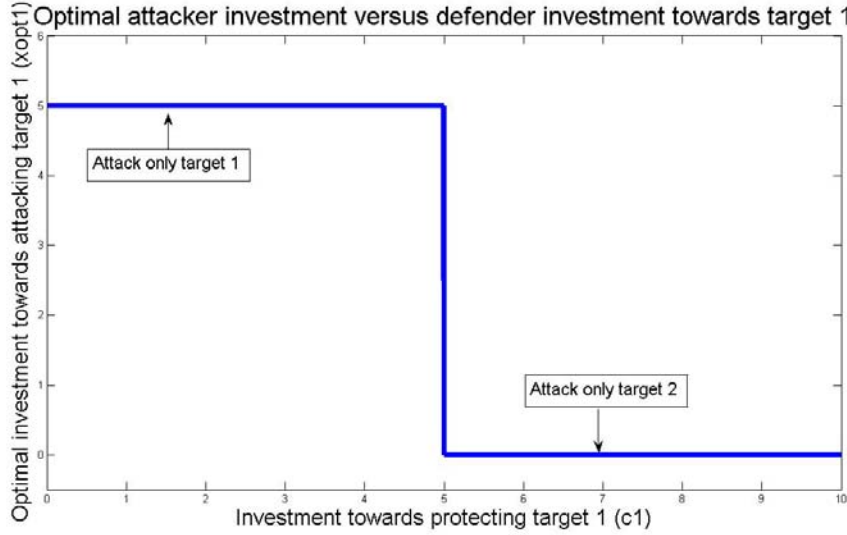 Optimal attacker investment versus defender investment towards target 1
Optimal investment towards attacking target 1 (xopt1)
6
5
4
3
2
1
0
Attack only target 1
Attack only target 2
0 1 2 3 4 5 6 7 8 9 10
Investment towards protecting target 1 (c1)